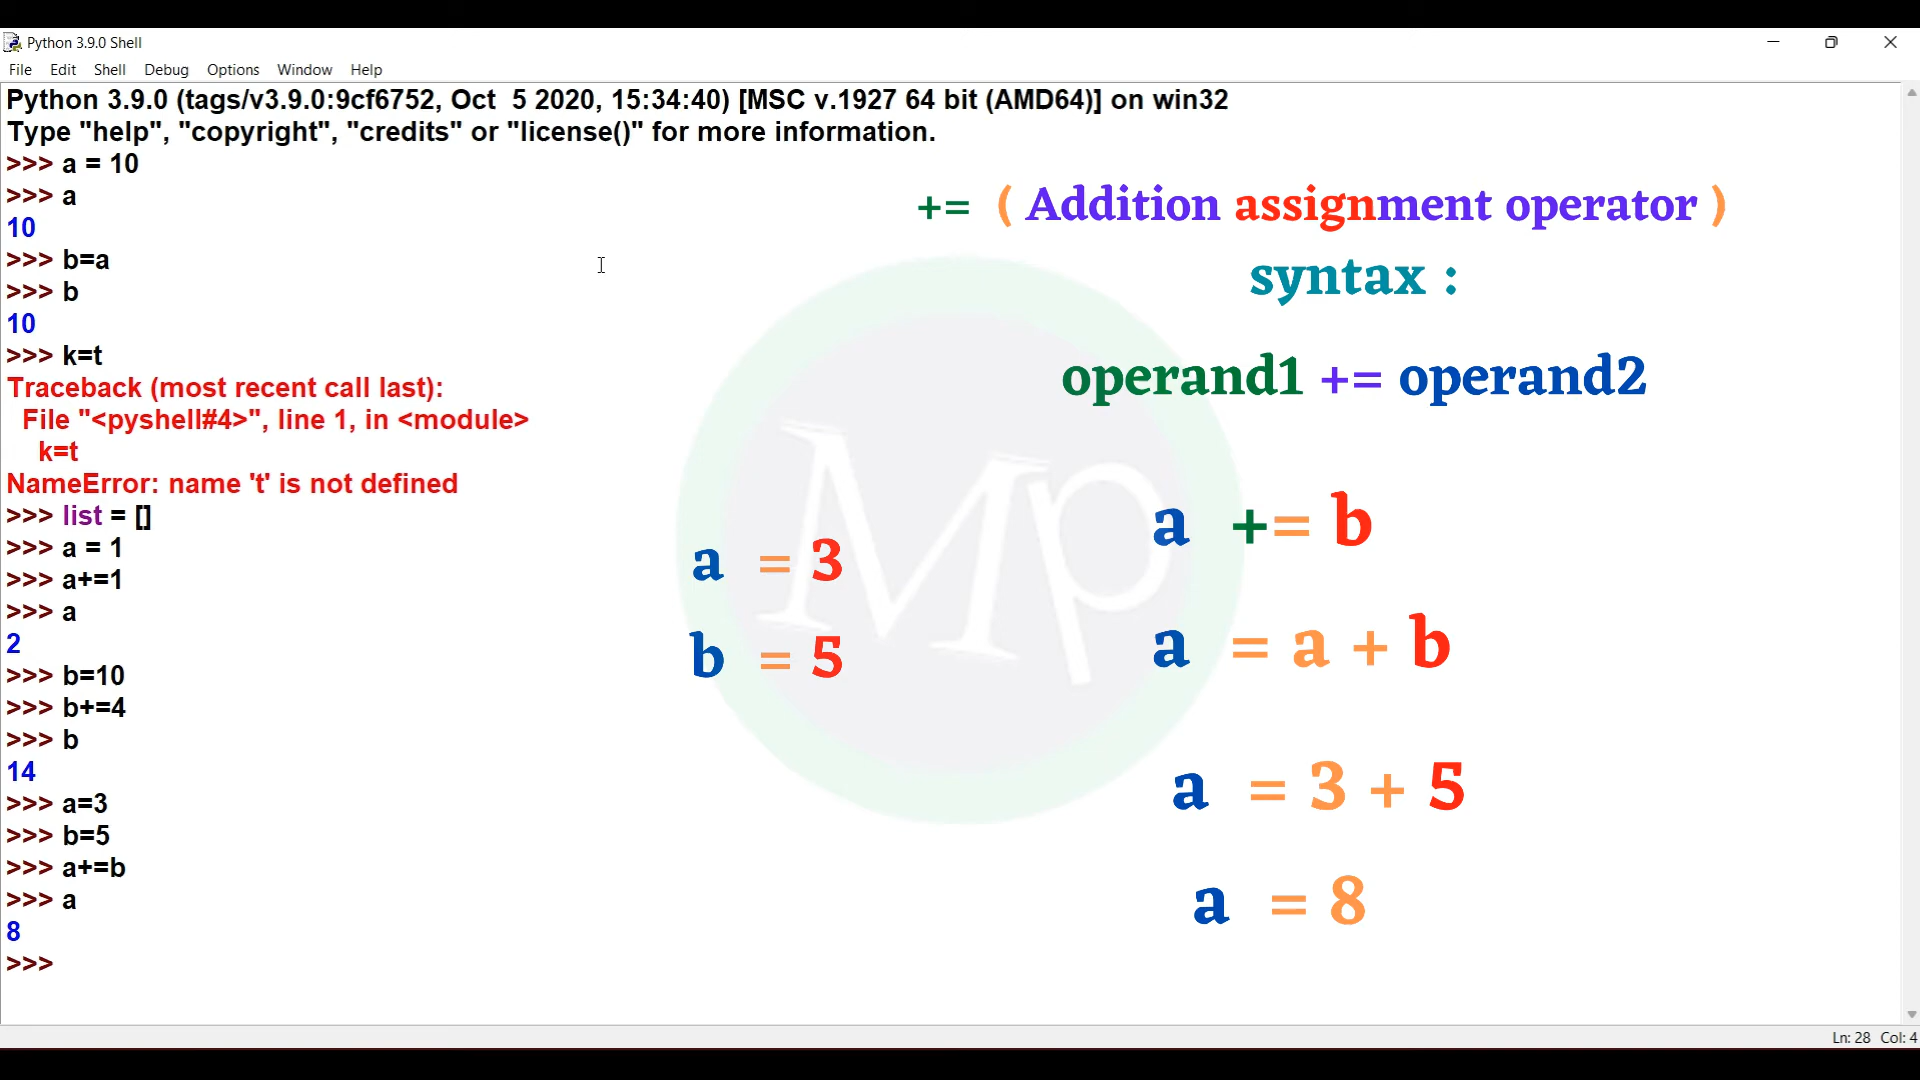 Python 3.9.0 Shell
File Edit Shell Debug Options Window Help
Python 3.9.0 (tags/v3.9.0:9cf6752, Oct  5 2020, 15:34:40) [MSC v.1927 64 bit (AMD64)] on win32
Type "help", "copyright", "credits" or "license()" for more information.
>>> a = 10
>>> a
10
>>> b=a
>>> b
10
>>> k=t
Traceback (most recent call last):
  File "<pyshell#4>", line 1, in <module>
    k=t
NameError: name 't' is not defined
>>> list = []
>>> a = 1
>>> a+=1
>>> a
2
>>> b=10
>>> b+=4
>>> b
14
>>> a=3
>>> b=5
>>> a+=b
>>> a
8
>>>
+= ( Addition assignment operator )
syntax :
operand1 += operand2
a = 3
b = 5
a += b
a = a + b
a = 3 + 5
a = 8
Mp
Ln: 28 Col: 4